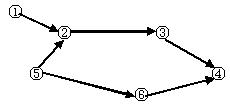 ①
② ③
⑤ ④
⑥